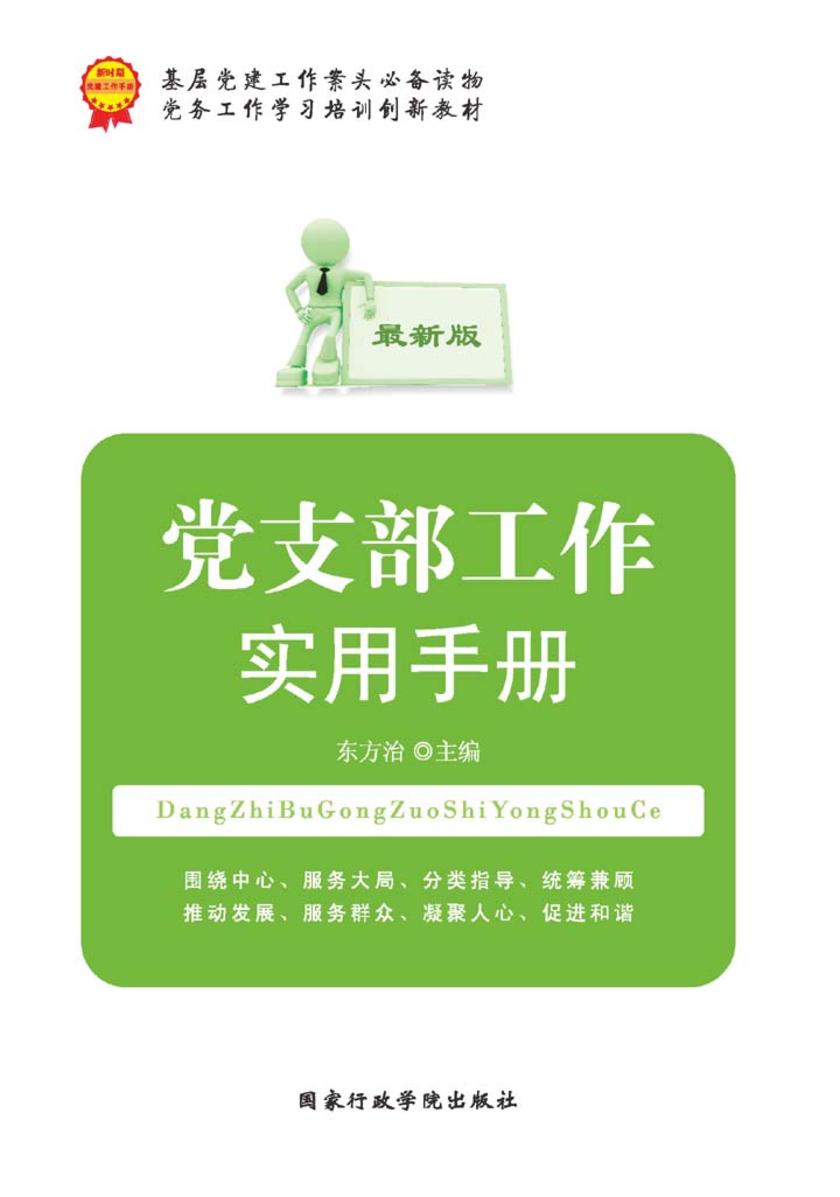 新时期
党建工作手册
基层党建工作案头必备读物
党务工作学习培训创新教材
最新版
党支部工作
实用手册
东方治 ◎主编
DangZhiBuGongZuoShiYongShouCe
围绕中心、服务大局、分类指导、统筹兼顾
推动发展、服务群众、凝聚人心、促进和谐
国家行政学院出版社